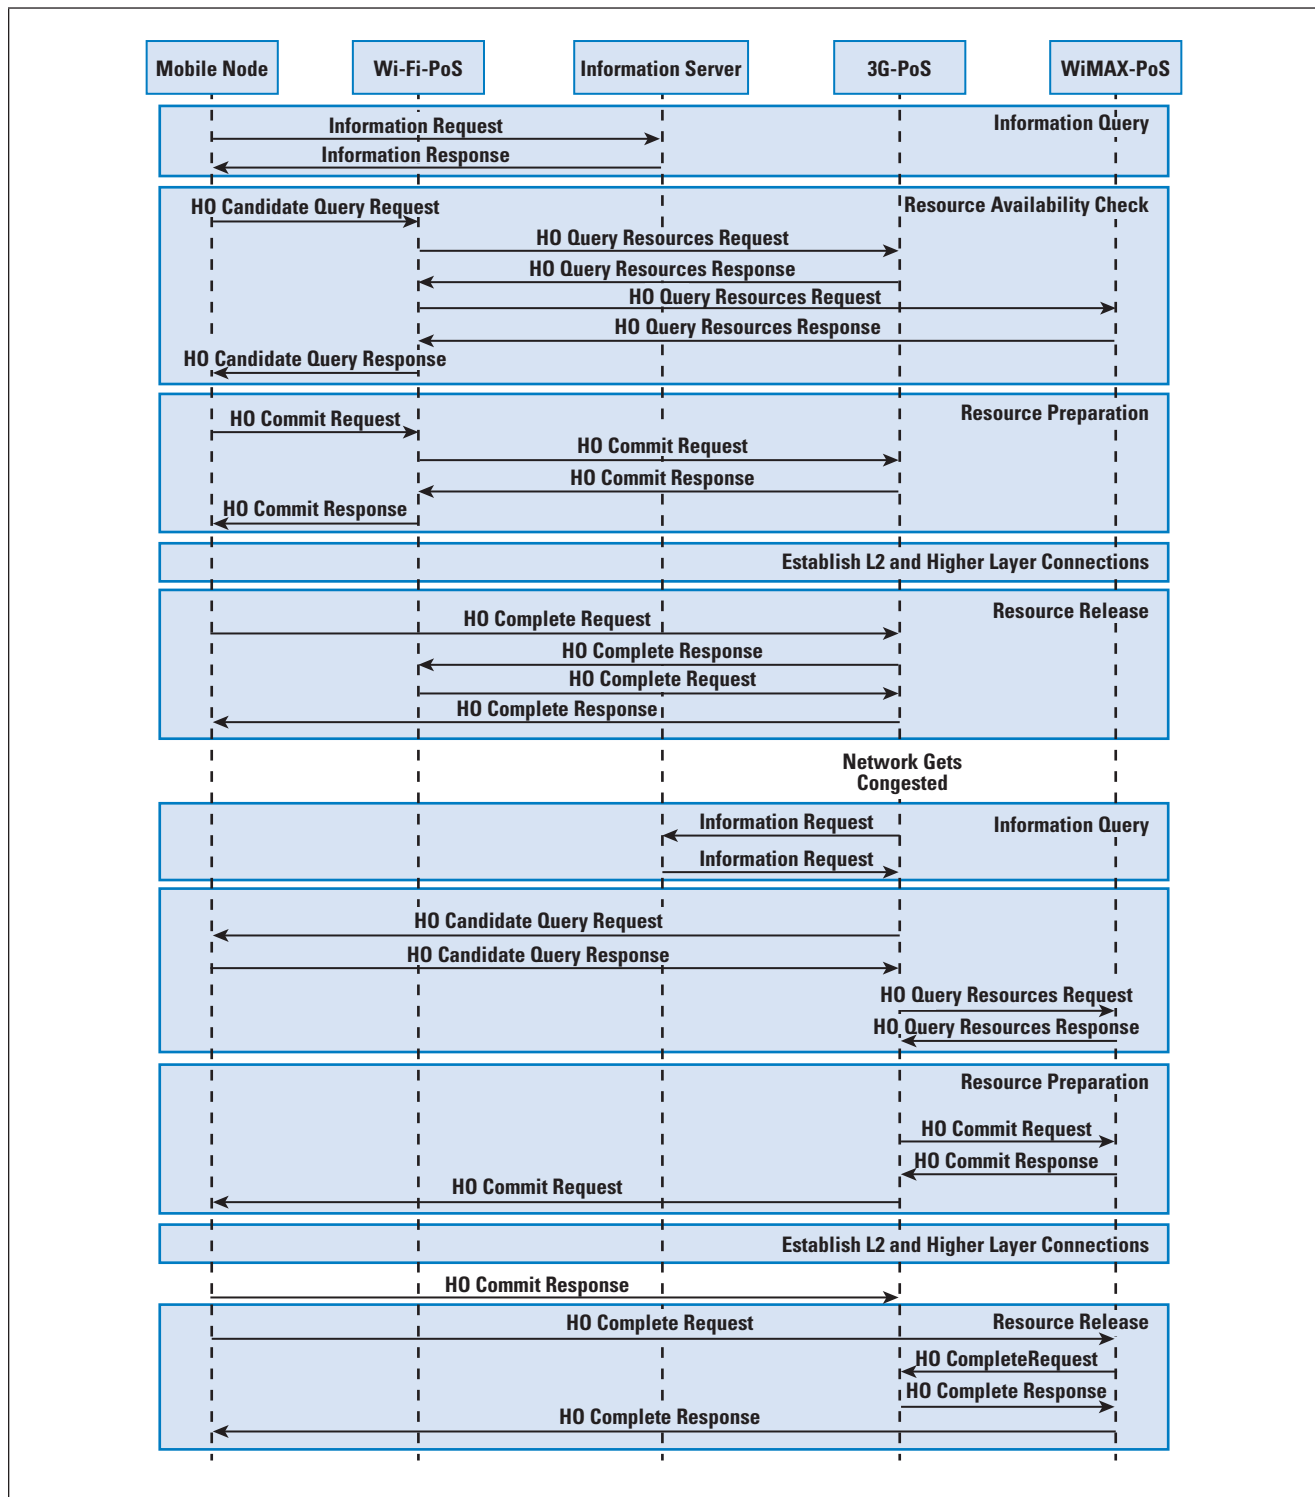 Mobile Node
Wi-Fi-PoS
Information Server
3G-PoS
WiMAX-PoS
Information Query
Information Request
Information Response
Resource Availability Check
HO Candidate Query Request
HO Query Resources Request
HO Query Resources Response
HO Query Resources Request
HO Query Resources Response
HO Candidate Query Response
Resource Preparation
HO Commit Request
HO Commit Request
HO Commit Response
HO Commit Response
Establish L2 and Higher Layer Connections
Resource Release
HO Complete Request
HO Complete Response
HO Complete Request
HO Complete Response
Network Gets
Congested
Information Query
Information Request
Information Request
HO Candidate Query Request
HO Candidate Query Response
HO Query Resources Request
HO Query Resources Response
Resource Preparation
HO Commit Request
HO Commit Response
HO Commit Request
Establish L2 and Higher Layer Connections
HO Commit Response
Resource Release
HO Complete Request
HO CompleteRequest
HO Complete Response
HO Complete Response